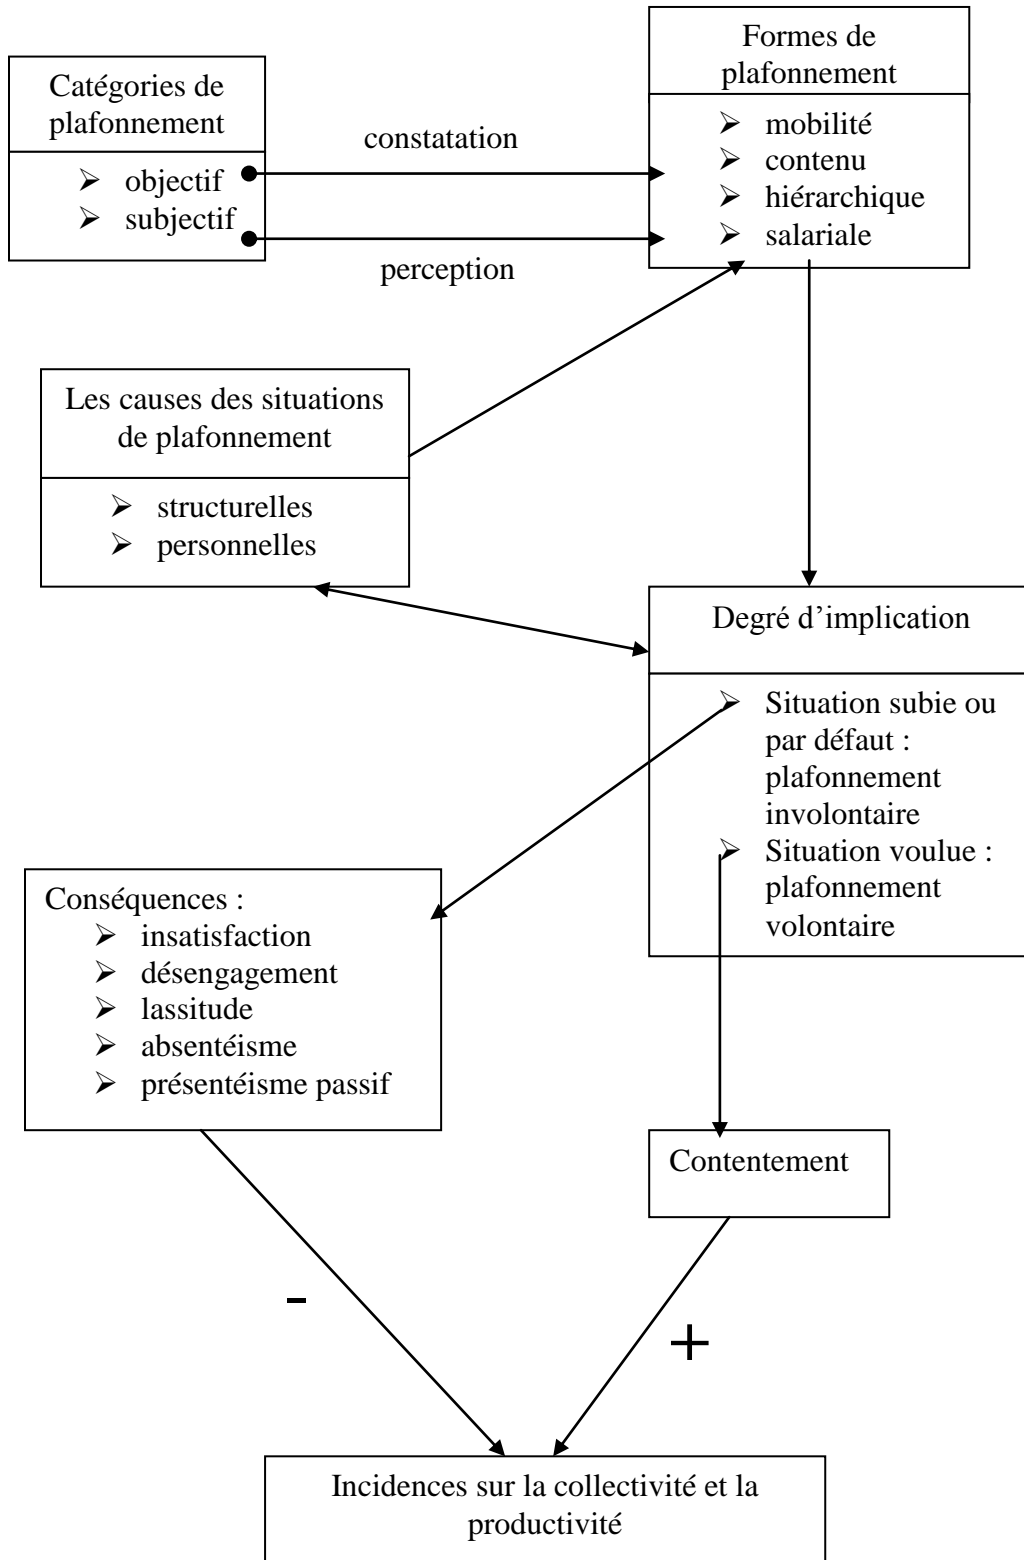 Catégories de
plafonnement
➢ objectif
➢ subjectif
constatation
perception
Formes de
plafonnement
➢ mobilité
➢ contenu
➢ hiérarchique
➢ salariale
Les causes des situations
de plafonnement
➢ structurelles
➢ personnelles
Degré d’implication
➢ Situation subie ou
par défaut :
plafonnement
involontaire
➢ Situation voulue :
plafonnement
volontaire
Conséquences :
➢ insatisfaction
➢ désengagement
➢ lassitude
➢ absentéisme
➢ présentéisme passif
Contentement
-
+
Incidences sur la collectivité et la
productivité